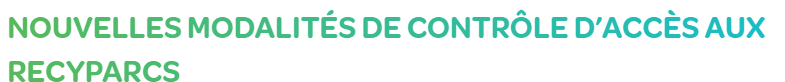 NOUVELLES MODALITÉS DE CONTRÔLE D’ACCÈS AUX
RECYPARCS